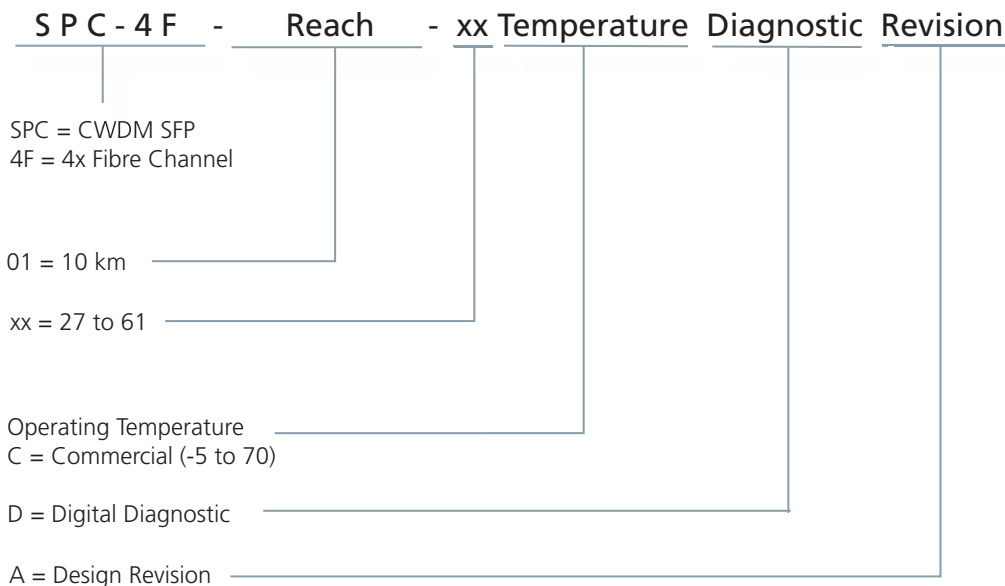 SPC-4F - Reach - xx Temperature Diagnostic Revision
SPC = CWDM SFP
4F = 4x Fibre Channel
01 = 10 km
xx = 27 to 61
Operating Temperature
C = Commercial (-5 to 70)
D = Digital Diagnostic
A = Design Revision